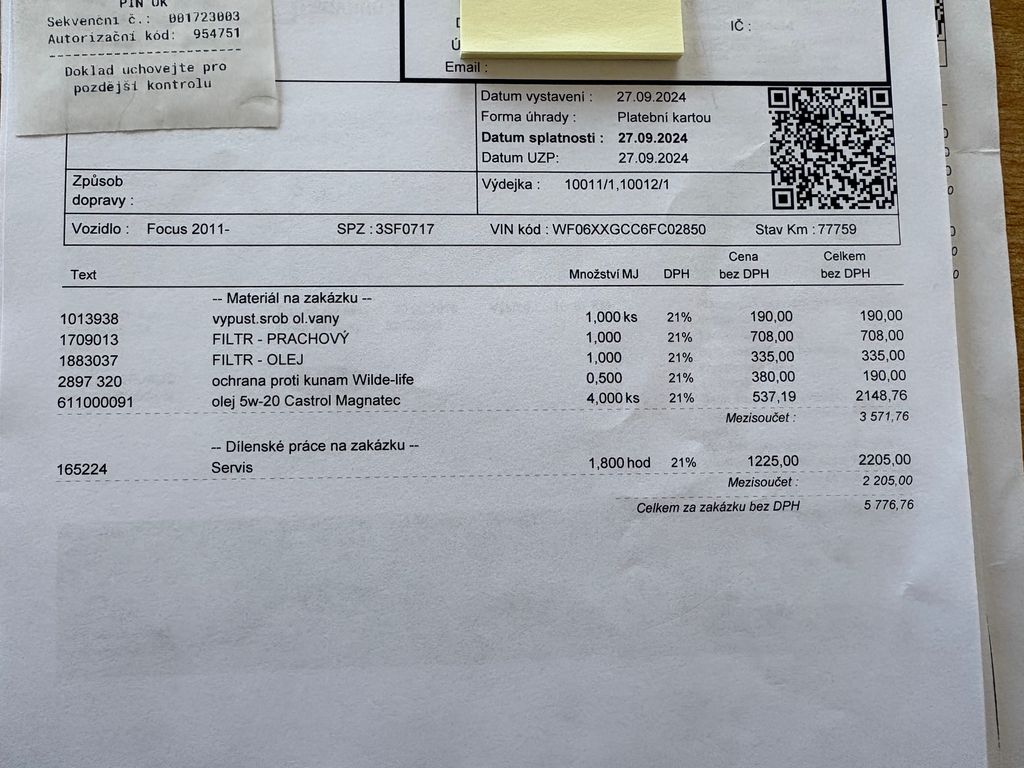 PIN OK
Sekvenční č.: 001723003
Autorizační kód: 954751
Doklad uchovejte pro
pozdější kontrolu
IČ :
Email :
Datum vystavení : 27.09.2024
Forma úhrady : Platební kartou
Datum splatnosti : 27.09.2024
Datum UZP: 27.09.2024
Způsob
dopravy :
Výdejka : 10011/1,10012/1
Vozidlo : Focus 2011- SPZ : 3SF0717 VIN kód : WF06XXGCC6FC02850 Stav Km : 77759
Text Množství MJ DPH Cena bez DPH Celkem bez DPH
-- Materiál na zakázku --
1013938 vypust.srob ol.vany 1,000 ks 21% 190,00 190,00
1709013 FILTR - PRACHOVÝ 1,000 21% 708,00 708,00
1883037 FILTR - OLEJ 1,000 21% 335,00 335,00
2897 320 ochrana proti kunam Wilde-life 0,500 21% 380,00 190,00
611000091 olej 5w-20 Castrol Magnatec 4,000 ks 21% 537,19 2148,76
Mezisoučet : 3 571,76
-- Dílenské práce na zakázku --
165224 Servis 1,800 hod 21% 1225,00 2205,00
Mezisoučet : 2 205,00
Celkem za zakázku bez DPH 5 776,76